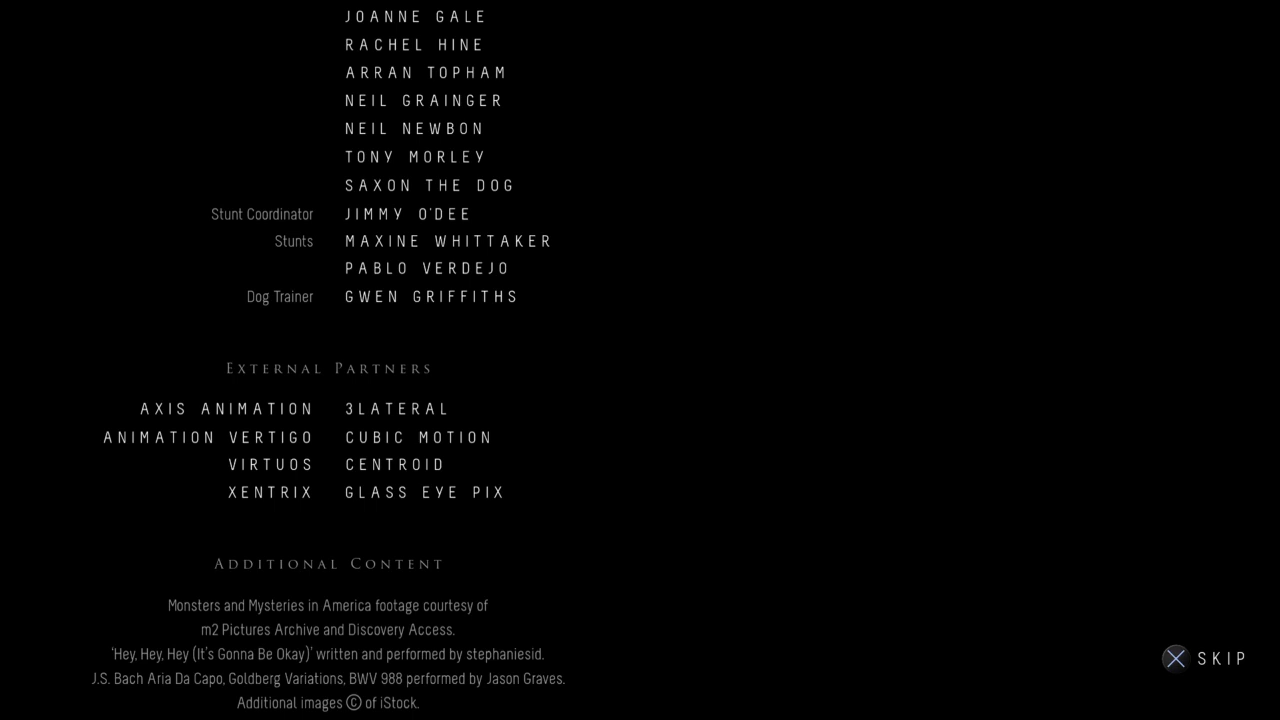 JOANNE GALE
RACHEL HINE
ARRAN TOPHAM
NEIL GRAINGER
NEIL NEWBON
TONY MORLEY
SAXON THE DOG
Stunt Coordinator JIMMY O'DEE
Stunts MAXINE WHITTAKER
PABLO VERDEJO
Dog Trainer GWEN GRIFFITHS
EXTERNAL PARTNERS
AXIS ANIMATION 3LATERAL
ANIMATION VERTIGO CUBIC MOTION
VIRTUOS CENTROID
XENTRIX GLASS EYE PIX
ADDITIONAL CONTENT
Monsters and Mysteries in America footage courtesy of
m2 Pictures Archive and Discovery Access.
'Hey, Hey, Hey (It's Gonna Be Okay)' written and performed by stephaniesid.
J.S. Bach Aria Da Capo, Goldberg Variations, BWV 988 performed by Jason Graves.
Additional images © of iStock.
SKIP